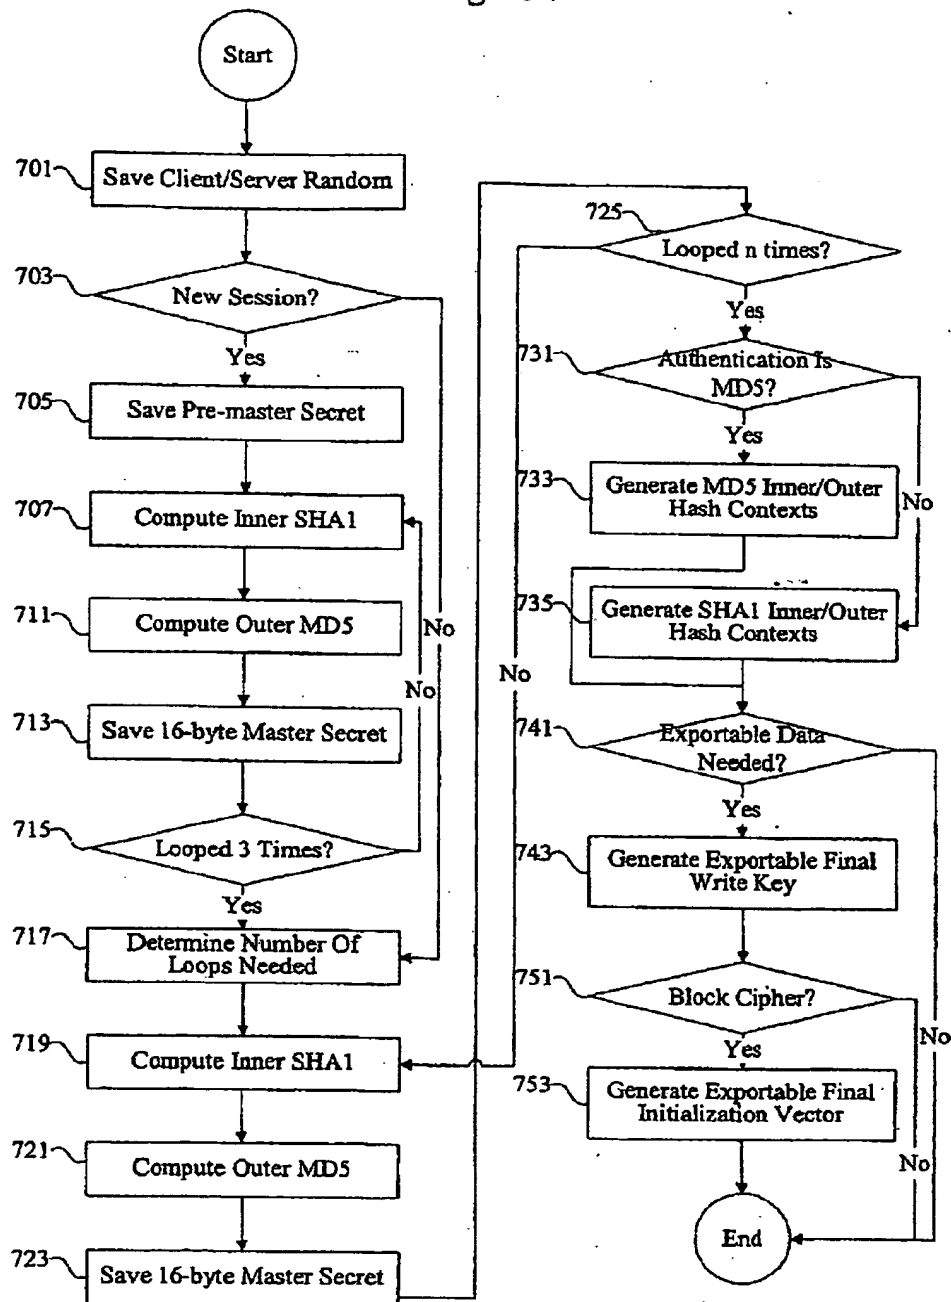 Start
701
Save Client/Server Random
703
New Session?
Yes
705
Save Pre-master Secret
707
Compute Inner SHA1
711
Compute Outer MD5
No
No
713
Save 16-byte Master Secret
715
Looped 3 Times?
Yes
717
Determine Number Of
Loops Needed
719
Compute Inner SHA1
721
Compute Outer MD5
723
Save 16-byte Master Secret
725
Looped n times?
Yes
No
731
Authentication Is
MD5?
Yes
No
733
Generate MD5 Inner/Outer
Hash Contexts
735
Generate SHA1 Inner/Outer
Hash Contexts
741
Exportable Data
Needed?
Yes
No
743
Generate Exportable Final
Write Key
751
Block Cipher?
Yes
No
753
Generate Exportable Final
Initialization Vector
End